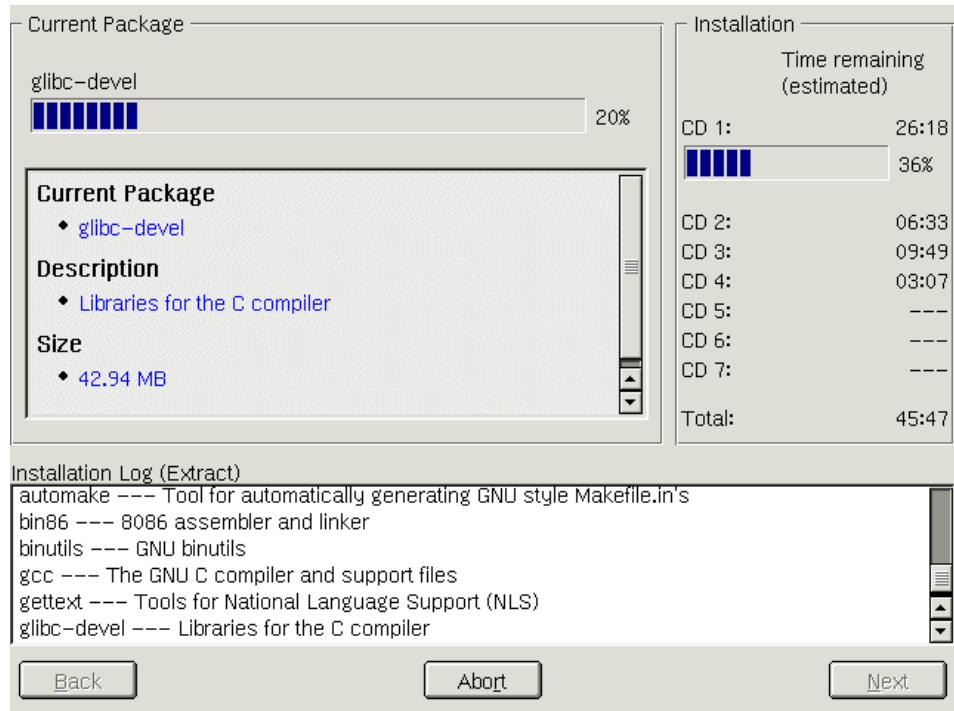 Current Package
glibc-devel
20%
Current Package
glibc-devel
Description
Libraries for the C compiler
Size
42.94 MB
Installation
Time remaining
(estimated)
CD 1: 26:18
36%
CD 2: 06:33
CD 3: 09:49
CD 4: 03:07
CD 5: ---
CD 6: ---
CD 7: ---
Total: 45:47
Installation Log (Extract)
automake --- Tool for automatically generating GNU style Makefile.in's
bin86 --- 8086 assembler and linker
binutils --- GNU binutils
gcc --- The GNU C compiler and support files
gettext --- Tools for National Language Support (NLS)
glibc-devel --- Libraries for the C compiler
Back Abort Next